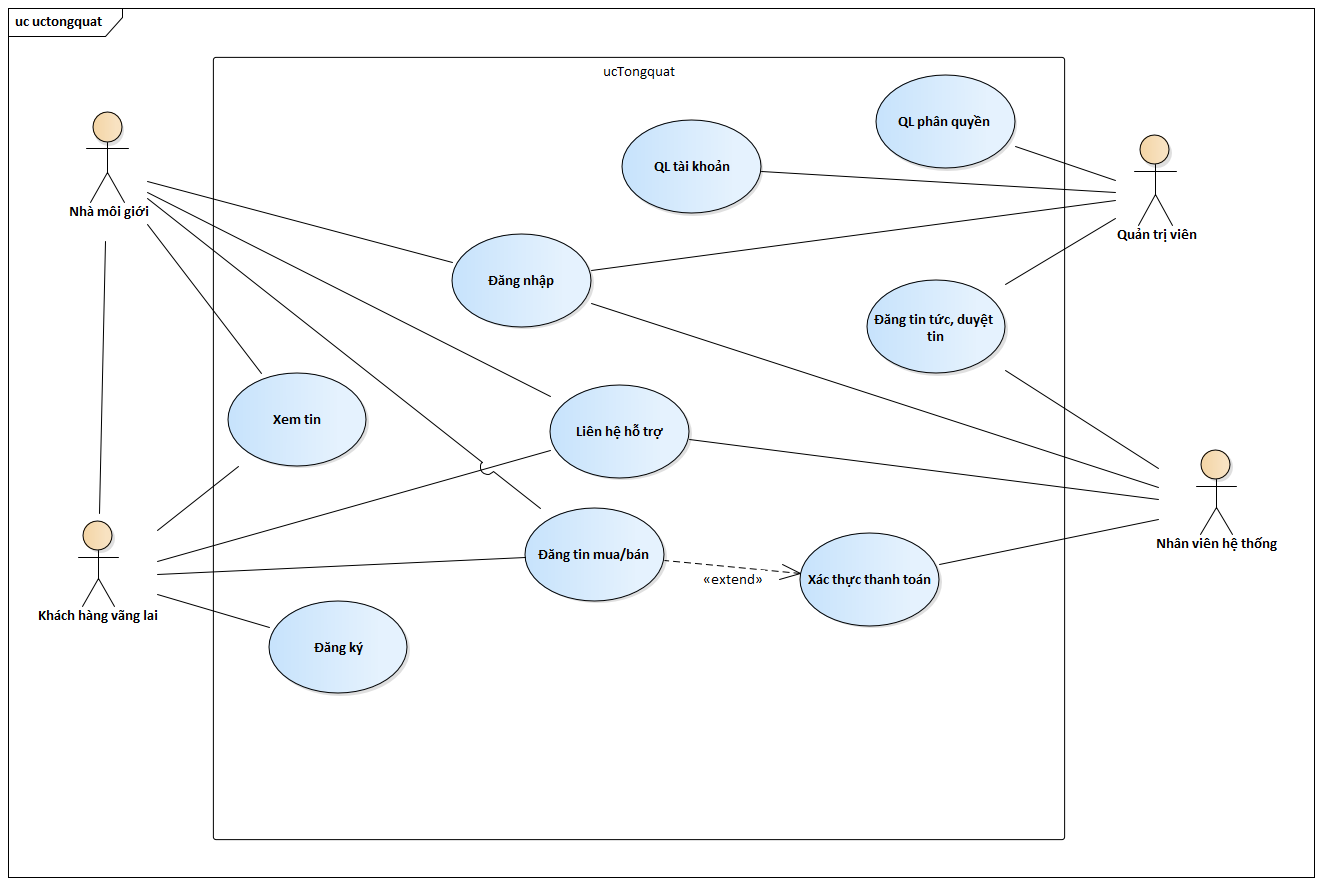 uc uctongquat
ucTongquat
QL phân quyền
QL tài khoản
Nhà môi giới
Quản trị viên
Đăng nhập
Đăng tin tức, duyệt
tin
Xem tin
Liên hệ hỗ trợ
Nhân viên hệ thống
Đăng tin mua/bán
«extend»
Xác thực thanh toán
Khách hàng vãng lai
Đăng ký